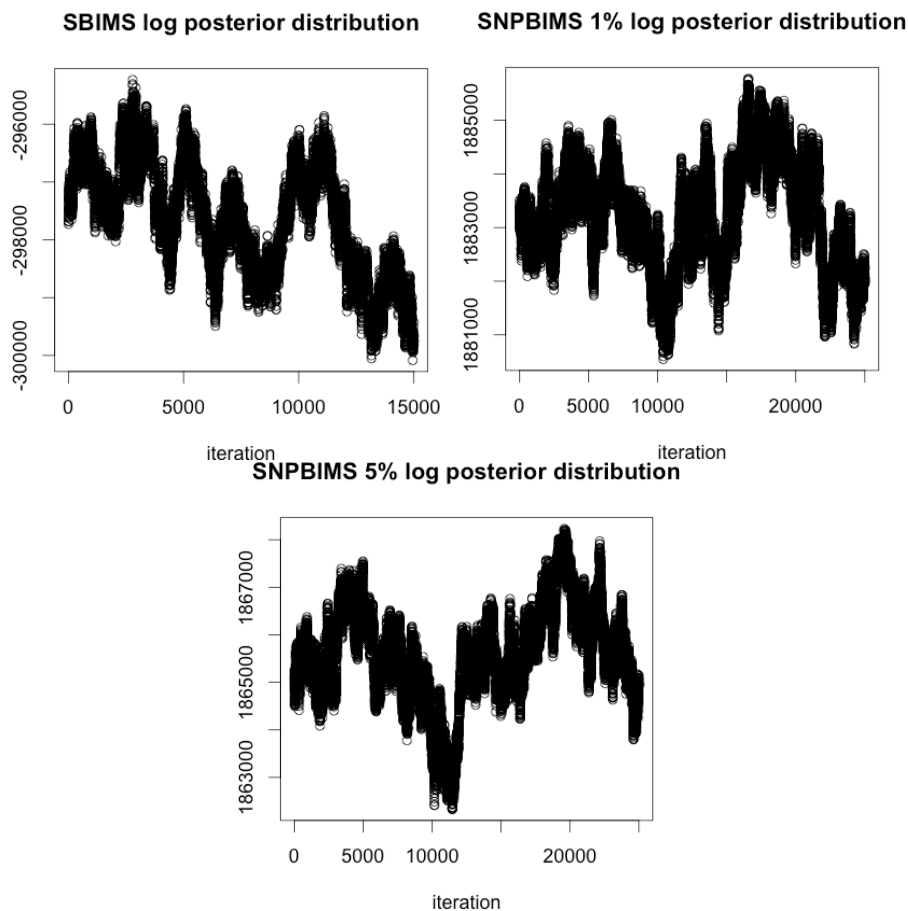 SBIMS log posterior distribution
-296000
-298000
-300000
0 5000 10000 15000
iteration
SNPBIMS 1% log posterior distribution
1885000
1883000
1881000
0 5000 10000 20000
iteration
SNPBIMS 5% log posterior distribution
1867000
1865000
1863000
0 5000 10000 20000
iteration